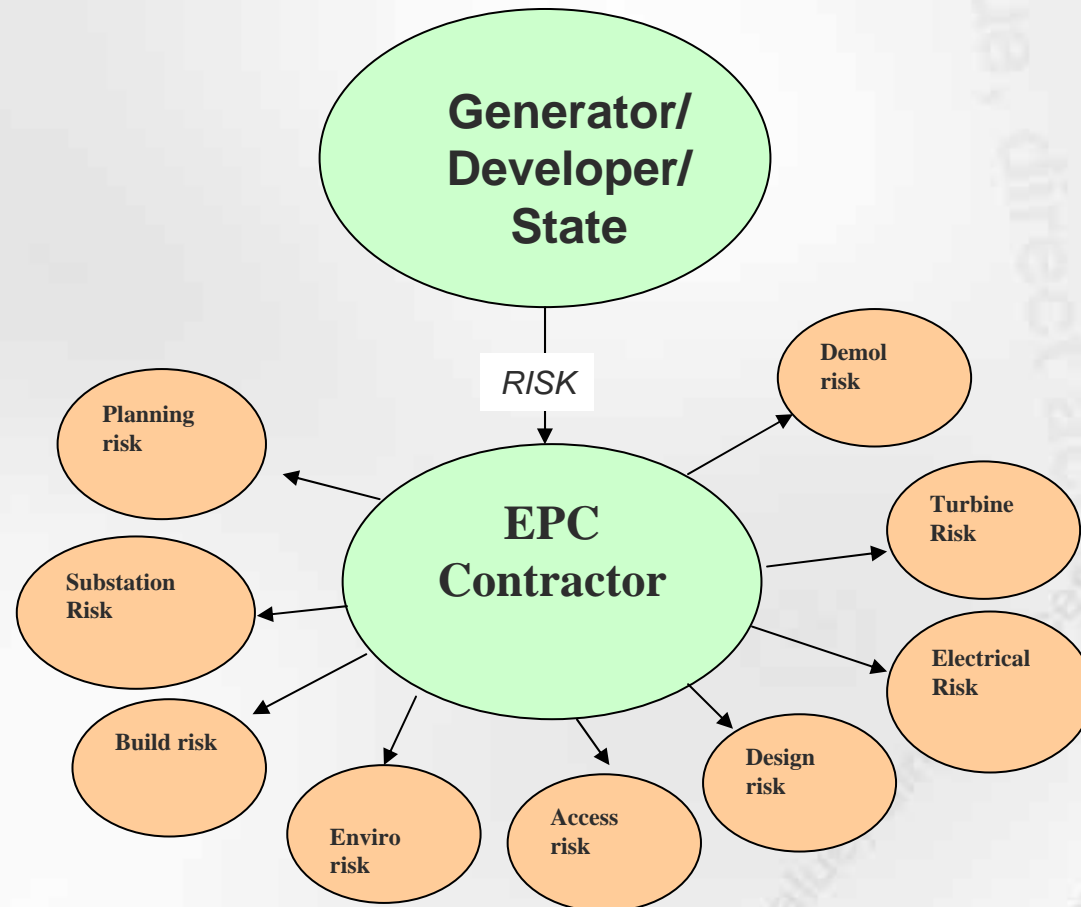 Generator/
Developer/
State
RISK
Demol
risk
Planning
risk
EPC
Contractor
Turbine
Risk
Substation
Risk
Electrical
Risk
Build risk
Design
risk
Access
risk
Enviro
risk